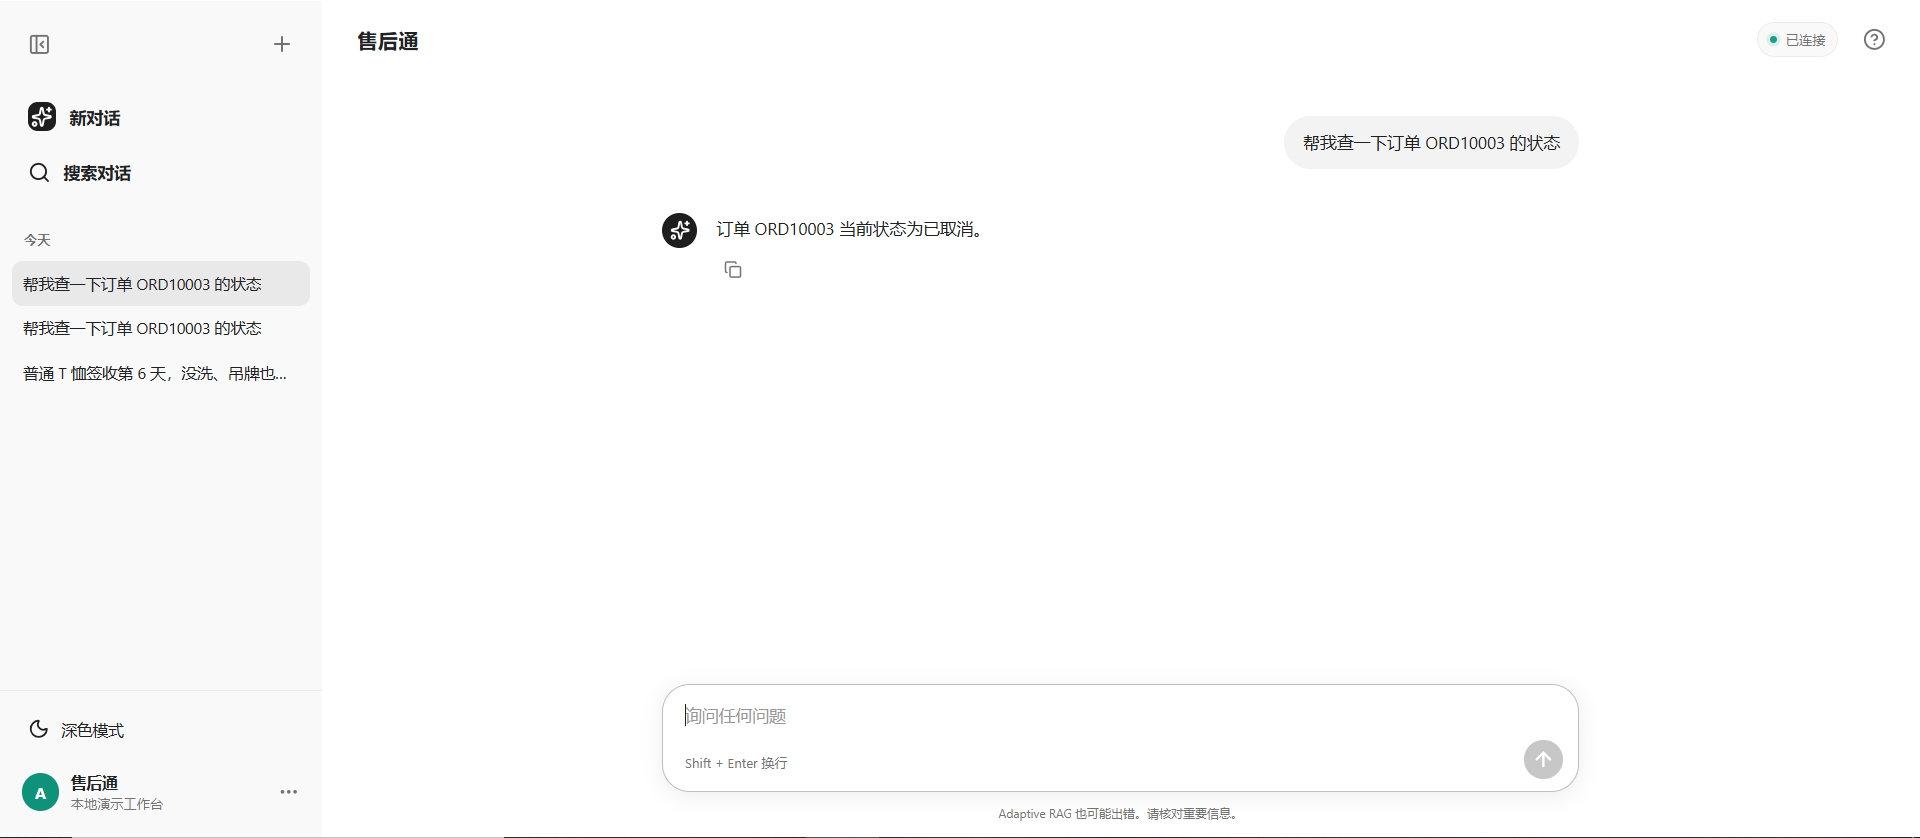 新对话
搜索对话
今天
帮我查一下订单 ORD10003 的状态
帮我查一下订单 ORD10003 的状态
普通 T 恤签收第 6 天，没洗、吊牌也...
深色模式
A
售后通
本地演示工作台
售后通
已连接
帮我查一下订单 ORD10003 的状态
订单 ORD10003 当前状态为已取消。
询问任何问题
Shift + Enter 换行
Adaptive RAG 也可能出错。请核对重要信息。